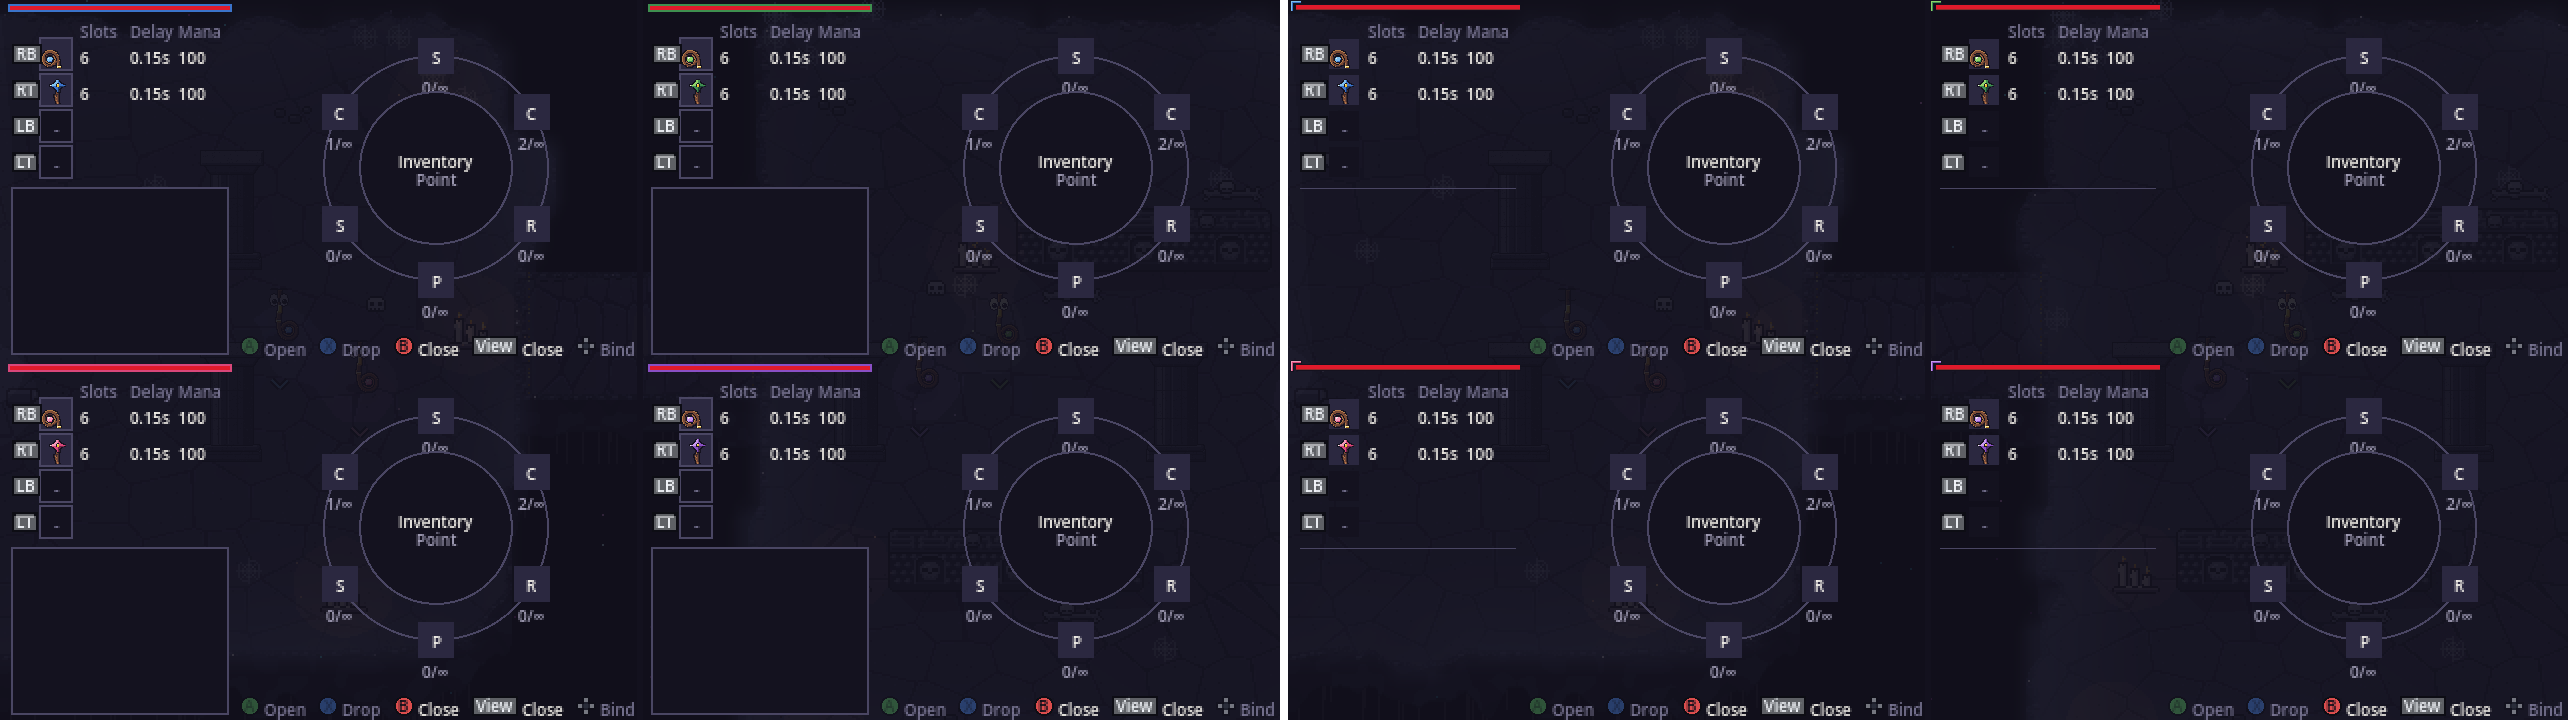 Slots Delay Mana
RB 6 0.15s 100
RT 6 0.15s 100
LB -
LT -
S
0/∞
C
1/∞
C
2/∞
Inventory
Point
S
0/∞
R
0/∞
P
0/∞
A Open X Drop B Close View Close Bind
Slots Delay Mana
RB 6 0.15s 100
RT 6 0.15s 100
LB -
LT -
S
0/∞
C
1/∞
C
2/∞
Inventory
Point
S
0/∞
R
0/∞
P
0/∞
A Open X Drop B Close View Close Bind
Slots Delay Mana
RB 6 0.15s 100
RT 6 0.15s 100
LB -
LT -
S
0/∞
C
1/∞
C
2/∞
Inventory
Point
S
0/∞
R
0/∞
P
0/∞
A Open X Drop B Close View Close Bind
Slots Delay Mana
RB 6 0.15s 100
RT 6 0.15s 100
LB -
LT -
S
0/∞
C
1/∞
C
2/∞
Inventory
Point
S
0/∞
R
0/∞
P
0/∞
A Open X Drop B Close View Close Bind
Slots Delay Mana
RB 6 0.15s 100
RT 6 0.15s 100
LB -
LT -
S
0/∞
C
1/∞
C
2/∞
Inventory
Point
S
0/∞
R
0/∞
P
0/∞
A Open X Drop B Close View Close Bind
Slots Delay Mana
RB 6 0.15s 100
RT 6 0.15s 100
LB -
LT -
S
0/∞
C
1/∞
C
2/∞
Inventory
Point
S
0/∞
R
0/∞
P
0/∞
A Open X Drop B Close View Close Bind
Slots Delay Mana
RB 6 0.15s 100
RT 6 0.15s 100
LB -
LT -
S
0/∞
C
1/∞
C
2/∞
Inventory
Point
S
0/∞
R
0/∞
P
0/∞
A Open X Drop B Close View Close Bind
Slots Delay Mana
RB 6 0.15s 100
RT 6 0.15s 100
LB -
LT -
S
0/∞
C
1/∞
C
2/∞
Inventory
Point
S
0/∞
R
0/∞
P
0/∞
A Open X Drop B Close View Close Bind